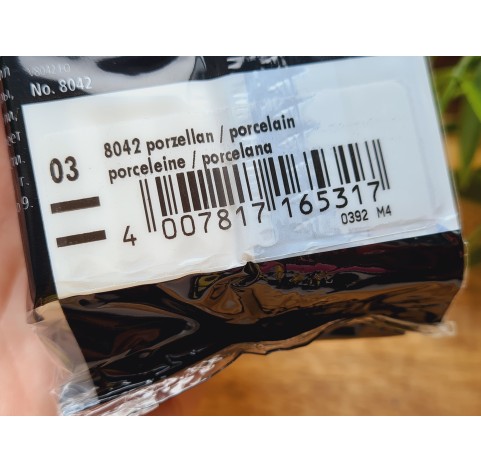 No. 8042
03
8042 porzellan / porcelain
porceleine / porcelana
4 007817 165317
0392 M4